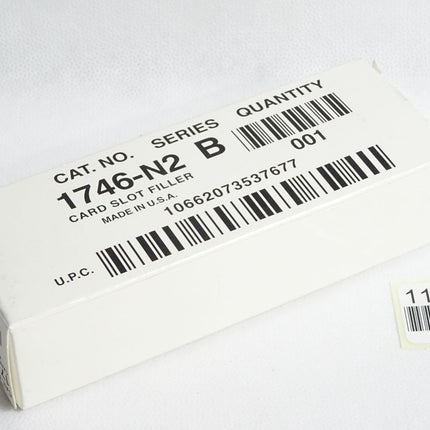 CAT. NO. SERIES QUANTITY
1746-N2 B
001
CARD SLOT FILLER
MADE IN U.S.A.
10662073537677
U.P.C.
11